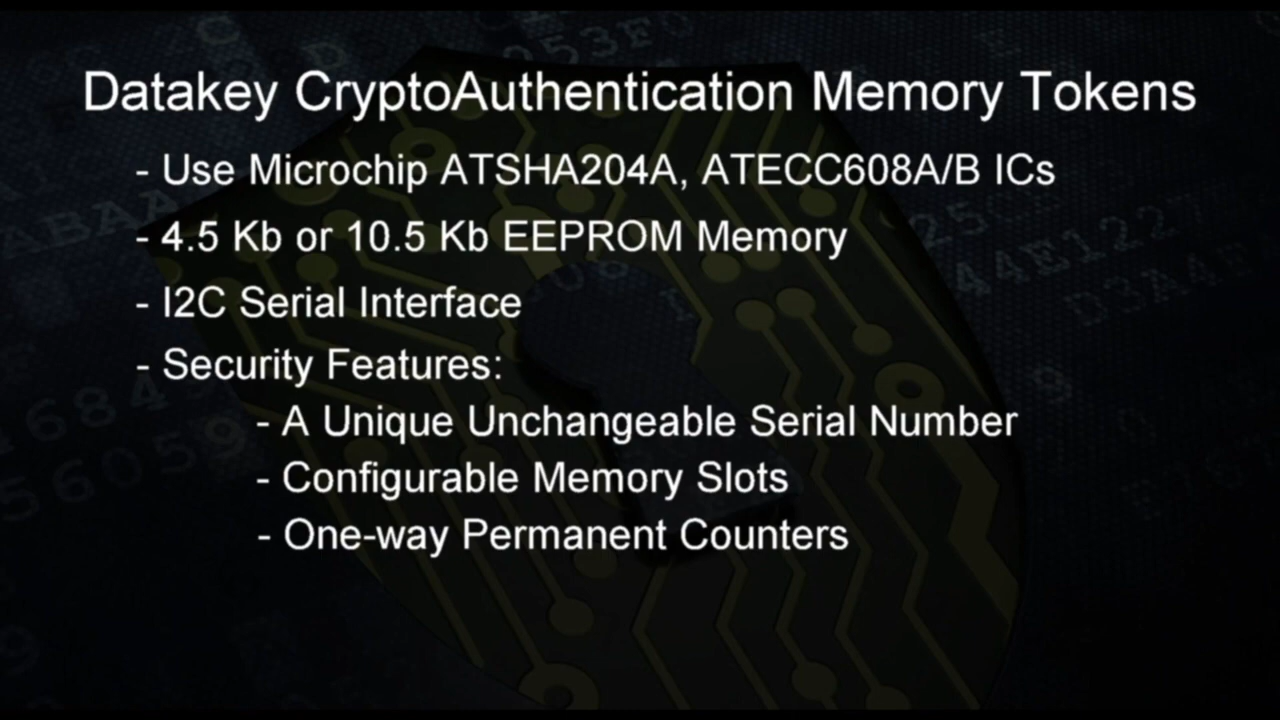 Datakey CryptoAuthentication Memory Tokens
- Use Microchip ATSHA204A, ATECC608A/B ICs
- 4.5 Kb or 10.5 Kb EEPROM Memory
- I2C Serial Interface
- Security Features:
- A Unique Unchangeable Serial Number
- Configurable Memory Slots
- One-way Permanent Counters